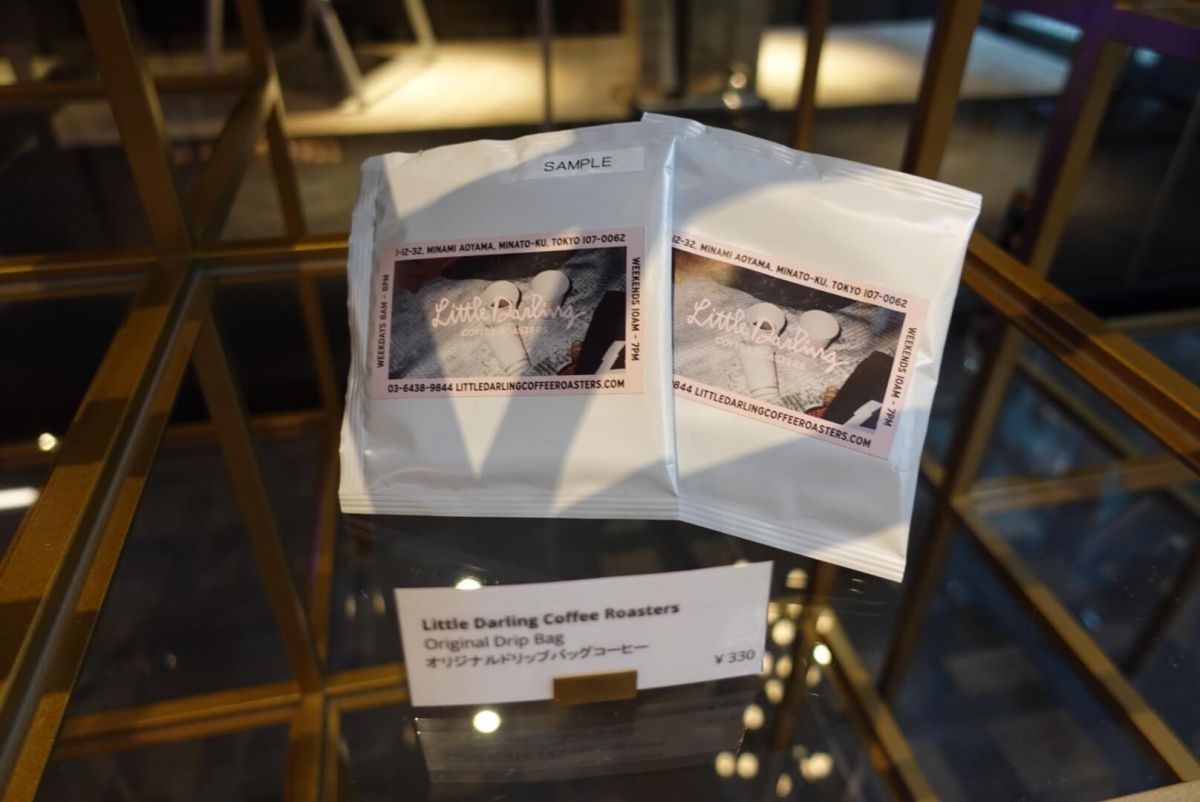 SAMPLE
1-12-32, MINAMI AOYAMA, MINATO-KU, TOKYO 107-0062
WEEKDAYS 8AM - 8PM
Little Darling
COFFEE ROASTERS
WEEKENDS 10AM - 7PM
03-6438-9844 LITTLEDARLINGCOFFEEROASTERS.COM
12-32, MINAMI AOYAMA, MINATO-KU, TOKYO 107-0062
Little Darling
COFFEE ROASTERS
WEEKENDS 10AM - 7PM
9844 LITTLEDARLINGCOFFEEROASTERS.COM
Little Darling Coffee Roasters
Original Drip Bag
オリジナルドリップバッグコーヒー
¥ 330